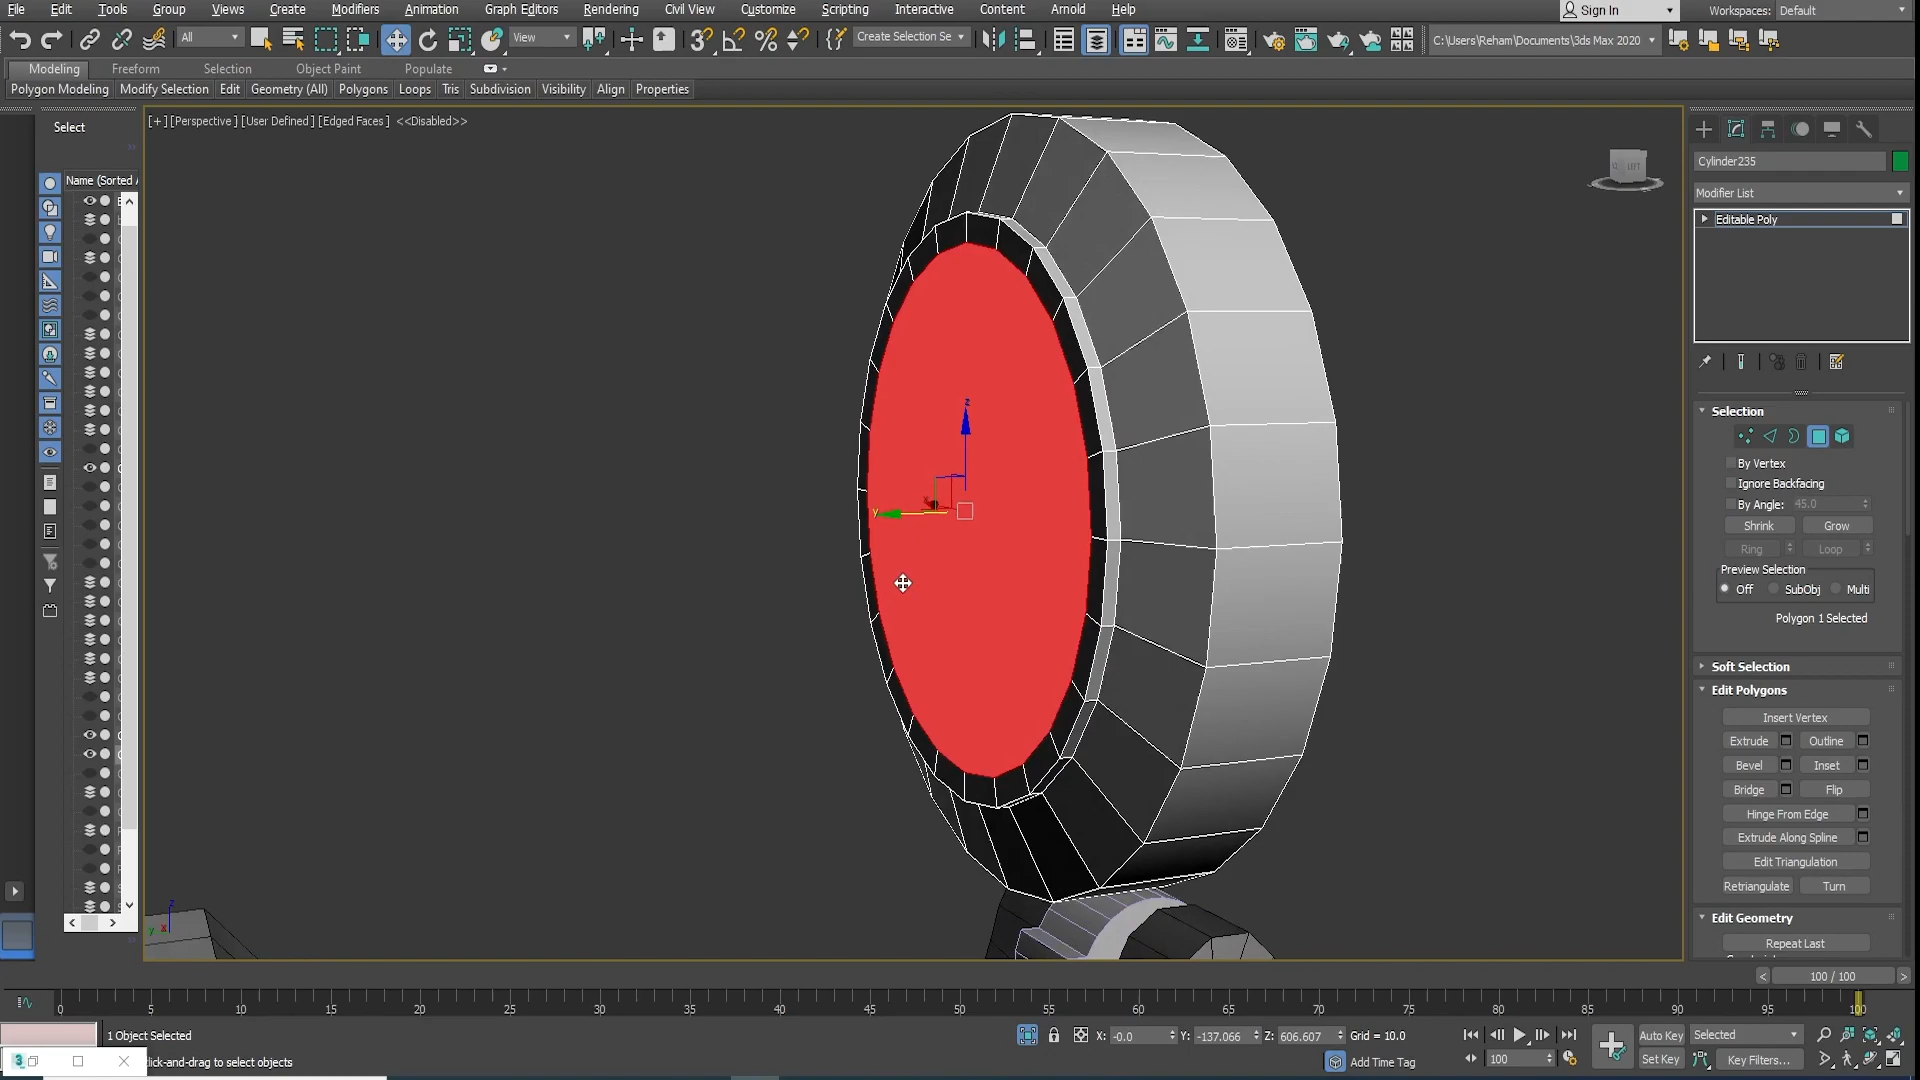 File Edit Tools Group Views Create Modifiers Animation Graph Editors Rendering Civil View Customize Scripting Interactive Content Arnold Help Sign In Workspaces: Default
All View Create Selection Se C:\Users\Reham\Documents\3ds Max 2020
Modeling Freeform Selection Object Paint Populate
Polygon Modeling Modify Selection Edit Geometry (All) Polygons Loops Tris Subdivision Visibility Align Properties
Select
[+] [Perspective] [User Defined] [Edged Faces] <<Disabled>>
Name (Sorted
Cylinder235
Modifier List
Editable Poly
Selection
By Vertex
Ignore Backfacing
By Angle: 45.0
Shrink Grow
Ring Loop
Preview Selection
Off SubObj Multi
Polygon 1 Selected
Soft Selection
Edit Polygons
Insert Vertex
Extrude Outline
Bevel Inset
Bridge Flip
Hinge From Edge
Extrude Along Spline
Edit Triangulation
Retriangulate Turn
Edit Geometry
Repeat Last
z
y
z
y x
< 100 / 100 >
0 5 10 15 20 25 30 35 40 45 50 55 60 65 70 75 80 85 90 95 100
1 Object Selected X: -0.0 Y: -137.066 Z: 606.607 Grid = 10.0 Auto Key Selected
lick-and-drag to select objects Add Time Tag 100 Set Key Key Filters...